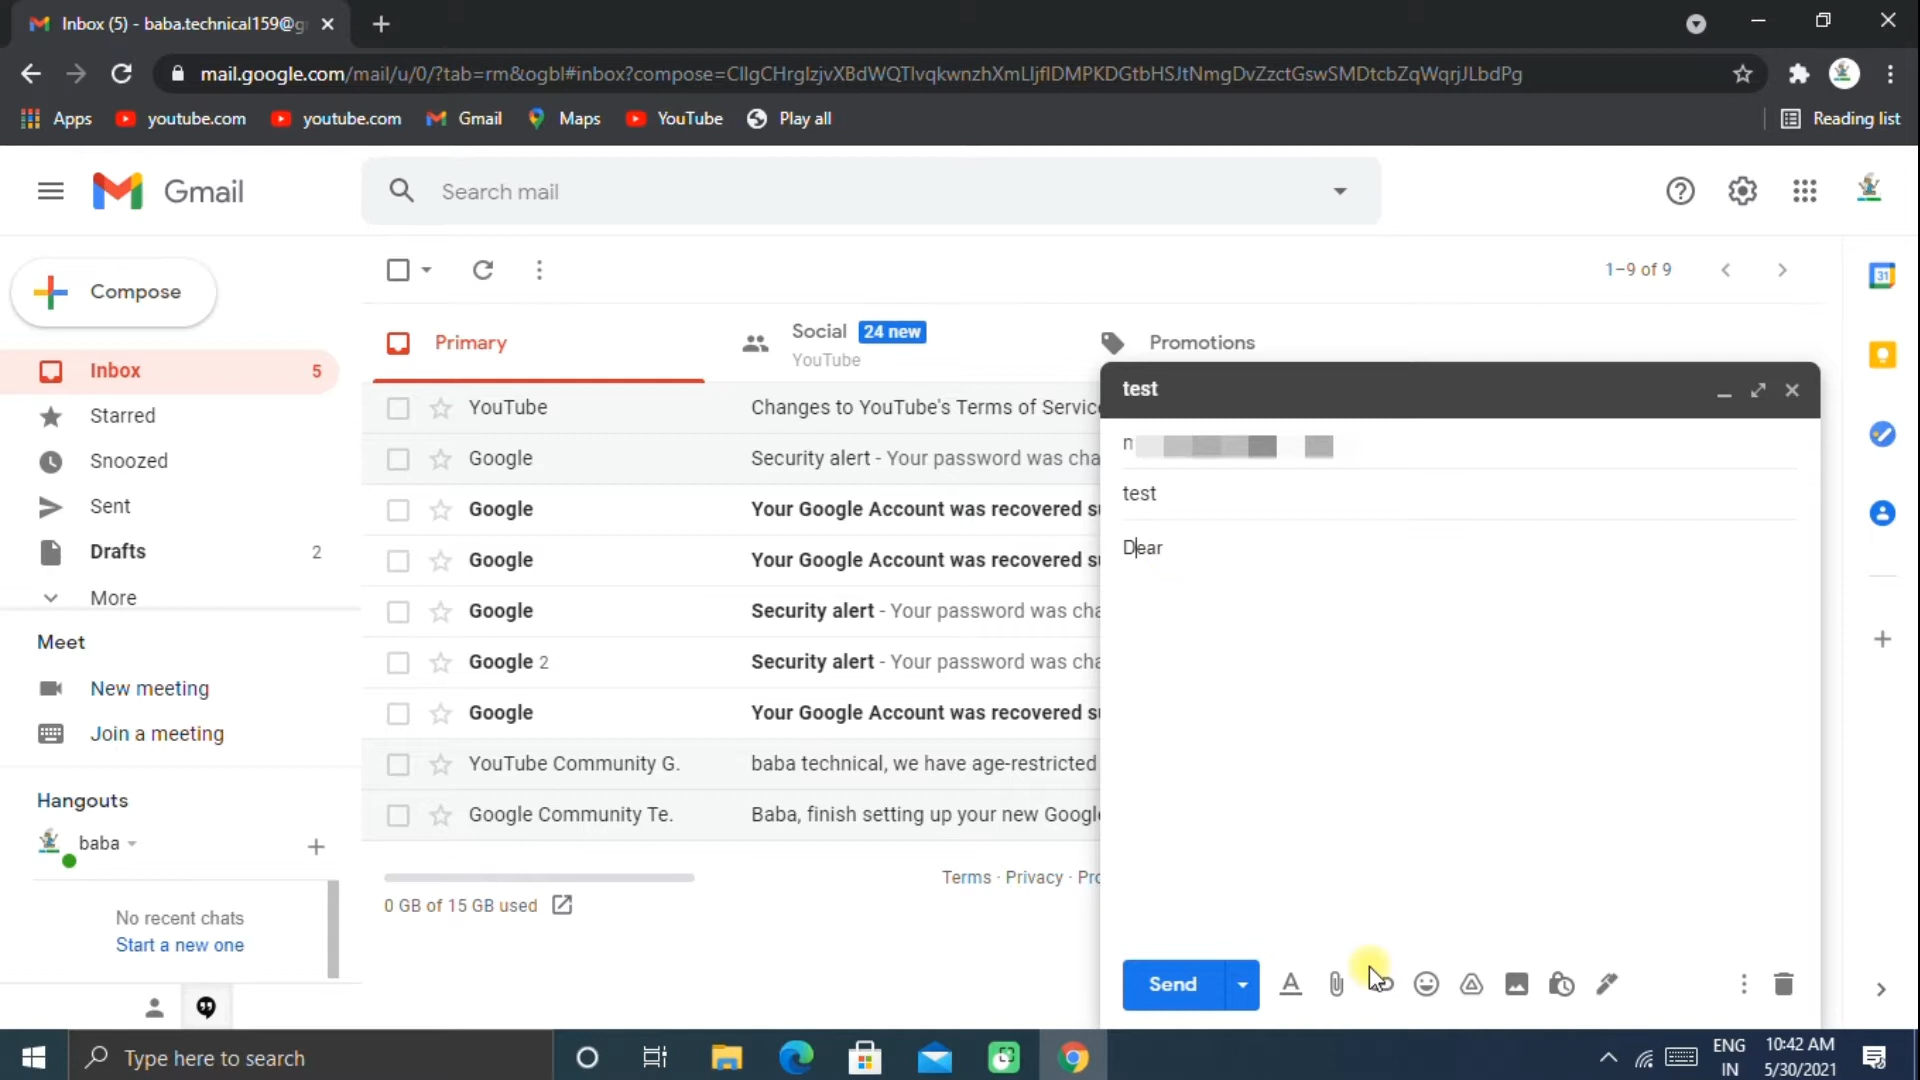 Inbox (5) - baba.technical159@g
mail.google.com/mail/u/0/?tab=rm&ogbl#inbox?compose=
Apps youtube.com youtube.com Gmail Maps YouTube Play all Reading list
Gmail
Search mail
Compose
1–9 of 9
Inbox 5
Starred
Snoozed
Sent
Drafts 2
More
Meet
New meeting
Join a meeting
Hangouts
baba
No recent chats
Start a new one
Primary
Social 24 new
YouTube
Promotions
YouTube Changes to YouTube's Terms of Servic
Google Security alert - Your password was cha
Google Your Google Account was recovered s
Google Your Google Account was recovered s
Google Security alert - Your password was cha
Google 2 Security alert - Your password was cha
Google Your Google Account was recovered s
YouTube Community G. baba technical, we have age-restricted
Google Community Te. Baba, finish setting up your new Googl
0 GB of 15 GB used
Terms · Privacy · Pro
test
n
test
Dear
Send
31
Type here to search
ENG
IN
10:42 AM
5/30/2021